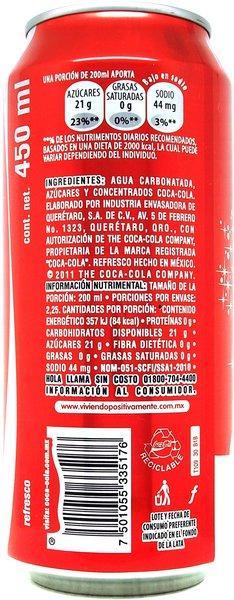 UNA PORCIÓN DE 200ml APORTA
Bajo en sodio
AZÚCARES
21 g
23%**
GRASAS
SATURADAS
0 g
0%**
SODIO
44 mg
3%**
**% DE LOS NUTRIMENTOS DIARIOS RECOMENDADOS,
BASADOS EN UNA DIETA DE 2000 kcal, LA CUAL PUEDE
VARIAR DEPENDIENDO DEL INDIVIDUO.
cont. net. 450 ml
INGREDIENTES: AGUA CARBONATADA,
AZÚCARES Y CONCENTRADOS COCA-COLA.
ELABORADO POR INDUSTRIA ENVASADORA DE
QUERÉTARO, S.A. DE C.V., AV. 5 DE FEBRERO
No. 1323, QUERÉTARO, QRO., CON
AUTORIZACIÓN DE THE COCA-COLA COMPANY,
PROPIETARIA DE LA MARCA REGISTRADA
"COCA-COLA". REFRESCO HECHO EN MÉXICO.
© 2011 THE COCA-COLA COMPANY.
INFORMACIÓN NUTRIMENTAL: TAMAÑO DE LA
PORCIÓN: 200 ml • PORCIONES POR ENVASE:
2,25. CANTIDADES POR PORCIÓN: CONTENIDO
ENERGÉTICO 357 kJ (84 kcal) • PROTEÍNAS 0 g
CARBOHIDRATOS DISPONIBLES 21 g
AZÚCARES 21 g • FIBRA DIETÉTICA 0 g
GRASAS 0 g • GRASAS SATURADAS 0 g
SODIO 44 mg • NOM-051-SCFI/SSA1-2010
HOLA LLAMA SIN COSTO 01800-704-4400
INFORMACIÓN AL CONSUMIDOR.
www.viviendopositivamente.com.mx
refresco
visita: www.coca-cola.com.mx
7 501055 335176
RECICLABLE
LOTE Y FECHA DE
CONSUMO PREFERENTE
INDICADO EN EL FONDO
DE LA LATA